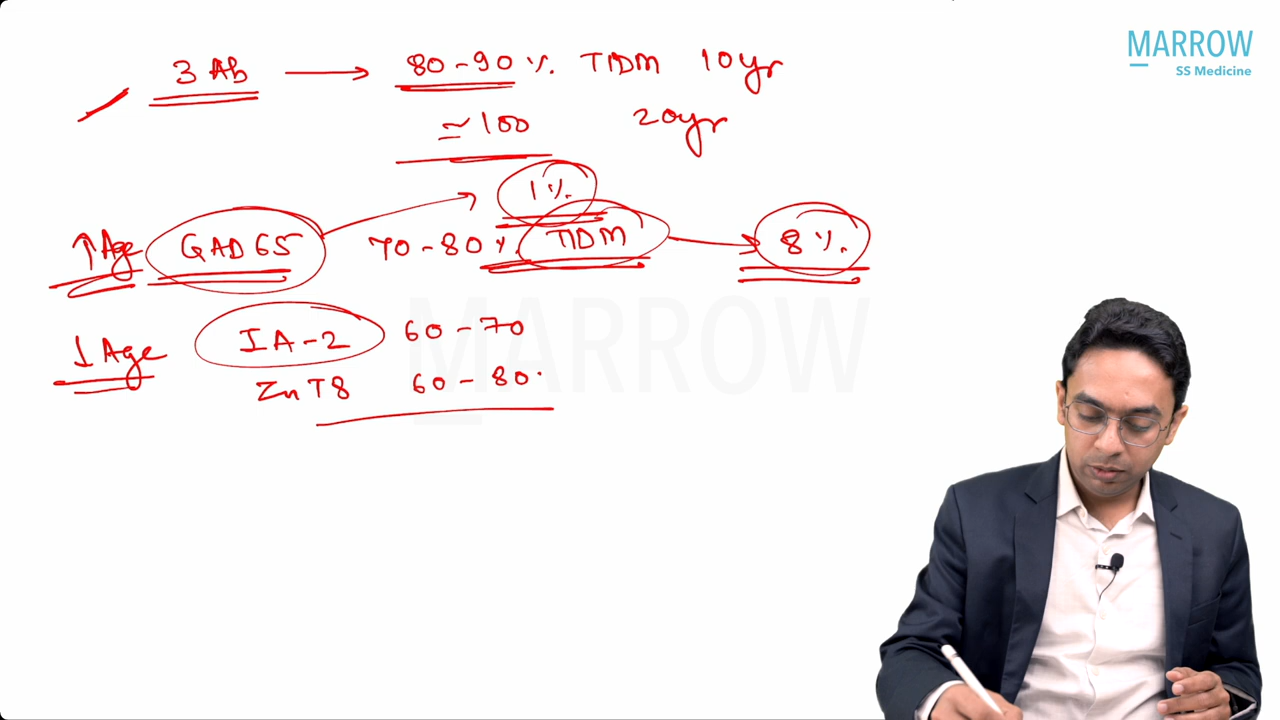 MARROW
SS Medicine
3 Ab → 80-90 % T1DM 10yr
≃ 100 20yr
1 %
↑ Age GAD 65 70-80 % T1DM → 8 %
↓ Age IA-2 60-70
ZnT8 60-80.
MARROW